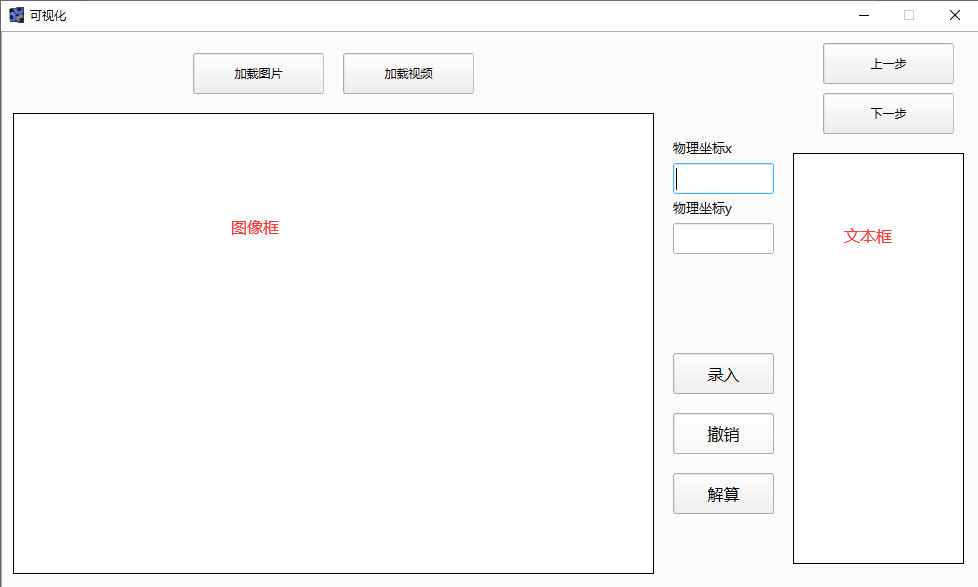 可视化
加载图片
加载视频
上一步
下一步
物理坐标x
物理坐标y
图像框
文本框
录入
撤销
解算